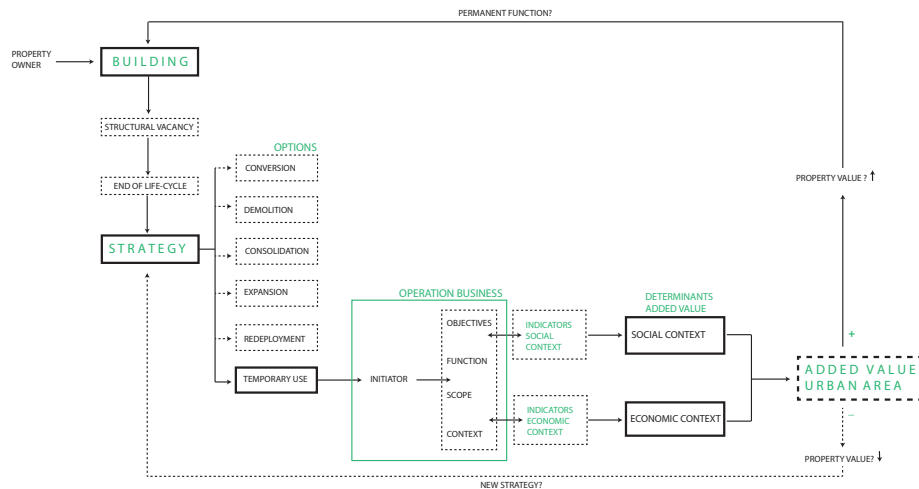 PERMANENT FUNCTION?
PROPERTY
OWNER
BUILDING
STRUCTURAL VACANCY
END OF LIFE-CYCLE
STRATEGY
OPTIONS
CONVERSION
DEMOLITION
CONSOLIDATION
EXPANSION
REDEPLOYMENT
TEMPORARY USE
OPERATION BUSINESS
INITIATOR
OBJECTIVES
FUNCTION
SCOPE
CONTEXT
INDICATORS
SOCIAL
CONTEXT
INDICATORS
ECONOMIC
CONTEXT
DETERMINANTS
ADDED VALUE
SOCIAL CONTEXT
ECONOMIC CONTEXT
PROPERTY VALUE ?
+
ADDED VALUE
URBAN AREA
–
PROPERTY VALUE?
NEW STRATEGY?